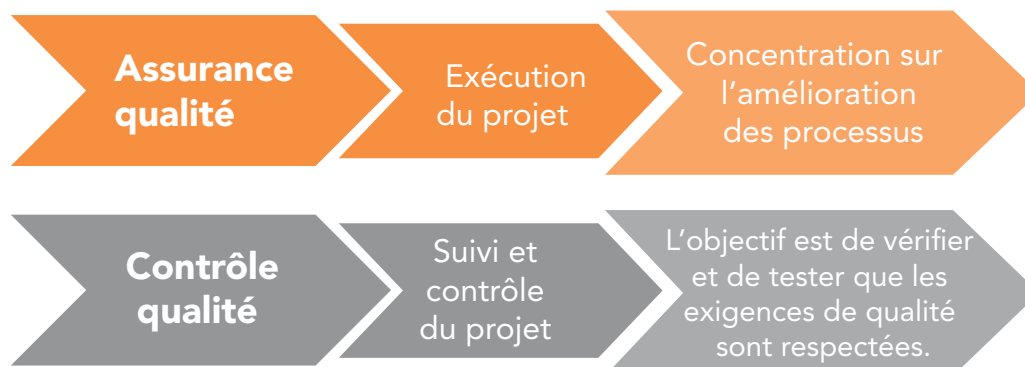 Assurance
qualité
Exécution
du projet
Concentration sur
l'amélioration
des processus
Contrôle
qualité
Suivi et
contrôle
du projet
L'objectif est de vérifier
et de tester que les
exigences de qualité
sont respectées.